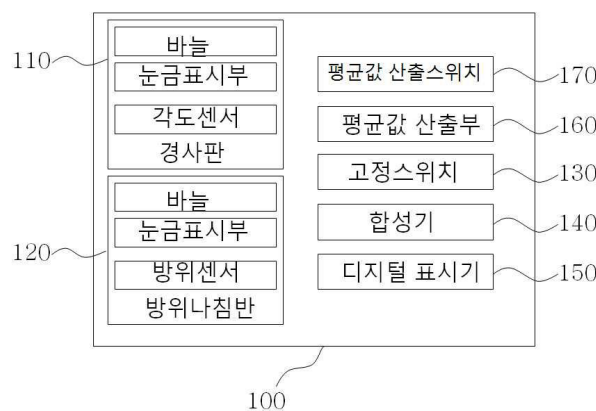 110
바늘
눈금표시부
각도센서
경사판
120
바늘
눈금표시부
방위센서
방위나침반
평균값 산출스위치
170
평균값 산출부
160
고정스위치
130
합성기
140
디지털 표시기
150
100